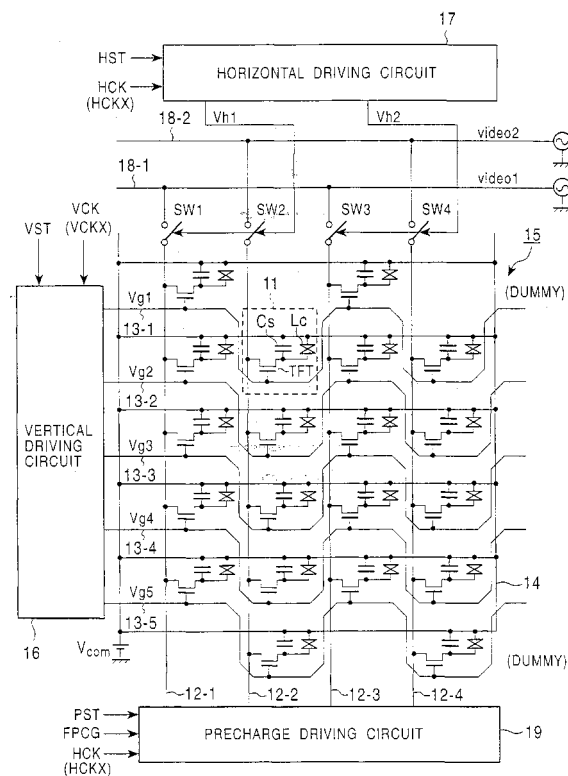 17
HST
HORIZONTAL DRIVING CIRCUIT
HCK
(HCKX)
Vh1
Vh2
18-2
video2
18-1
video1
SW1
SW2
SW3
SW4
VCK
(VCKX)
VST
15
(DUMMY)
Vg1
11
13-1
Cs
Lc
TFT
Vg2
13-2
VERTICAL
DRIVING
CIRCUIT
Vg3
13-3
Vg4
13-4
14
Vg5
16
13-5
Vcom
(DUMMY)
12-1
12-2
12-3
12-4
PST
FPCG
PRECHARGE DRIVING CIRCUIT
19
HCK
(HCKX)